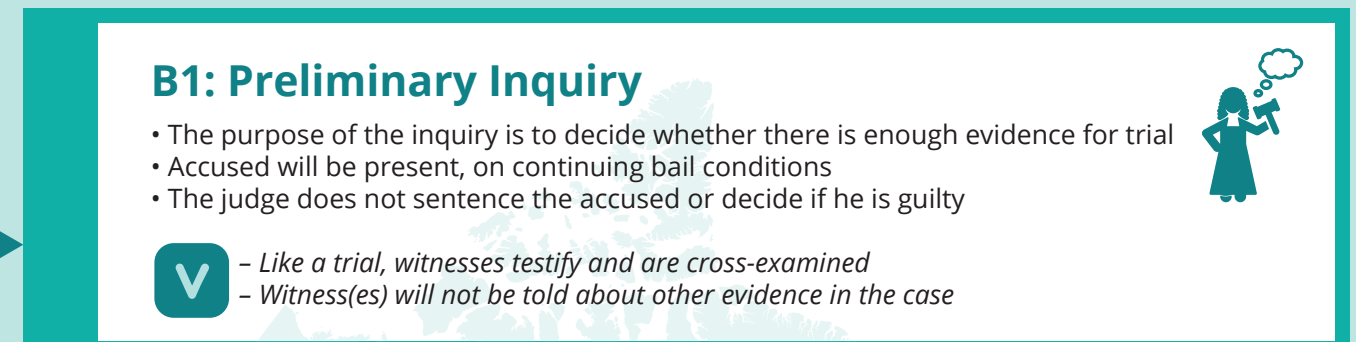 B1: Preliminary Inquiry
• The purpose of the inquiry is to decide whether there is enough evidence for trial
• Accused will be present, on continuing bail conditions
• The judge does not sentence the accused or decide if he is guilty
V
– Like a trial, witnesses testify and are cross-examined
– Witness(es) will not be told about other evidence in the case